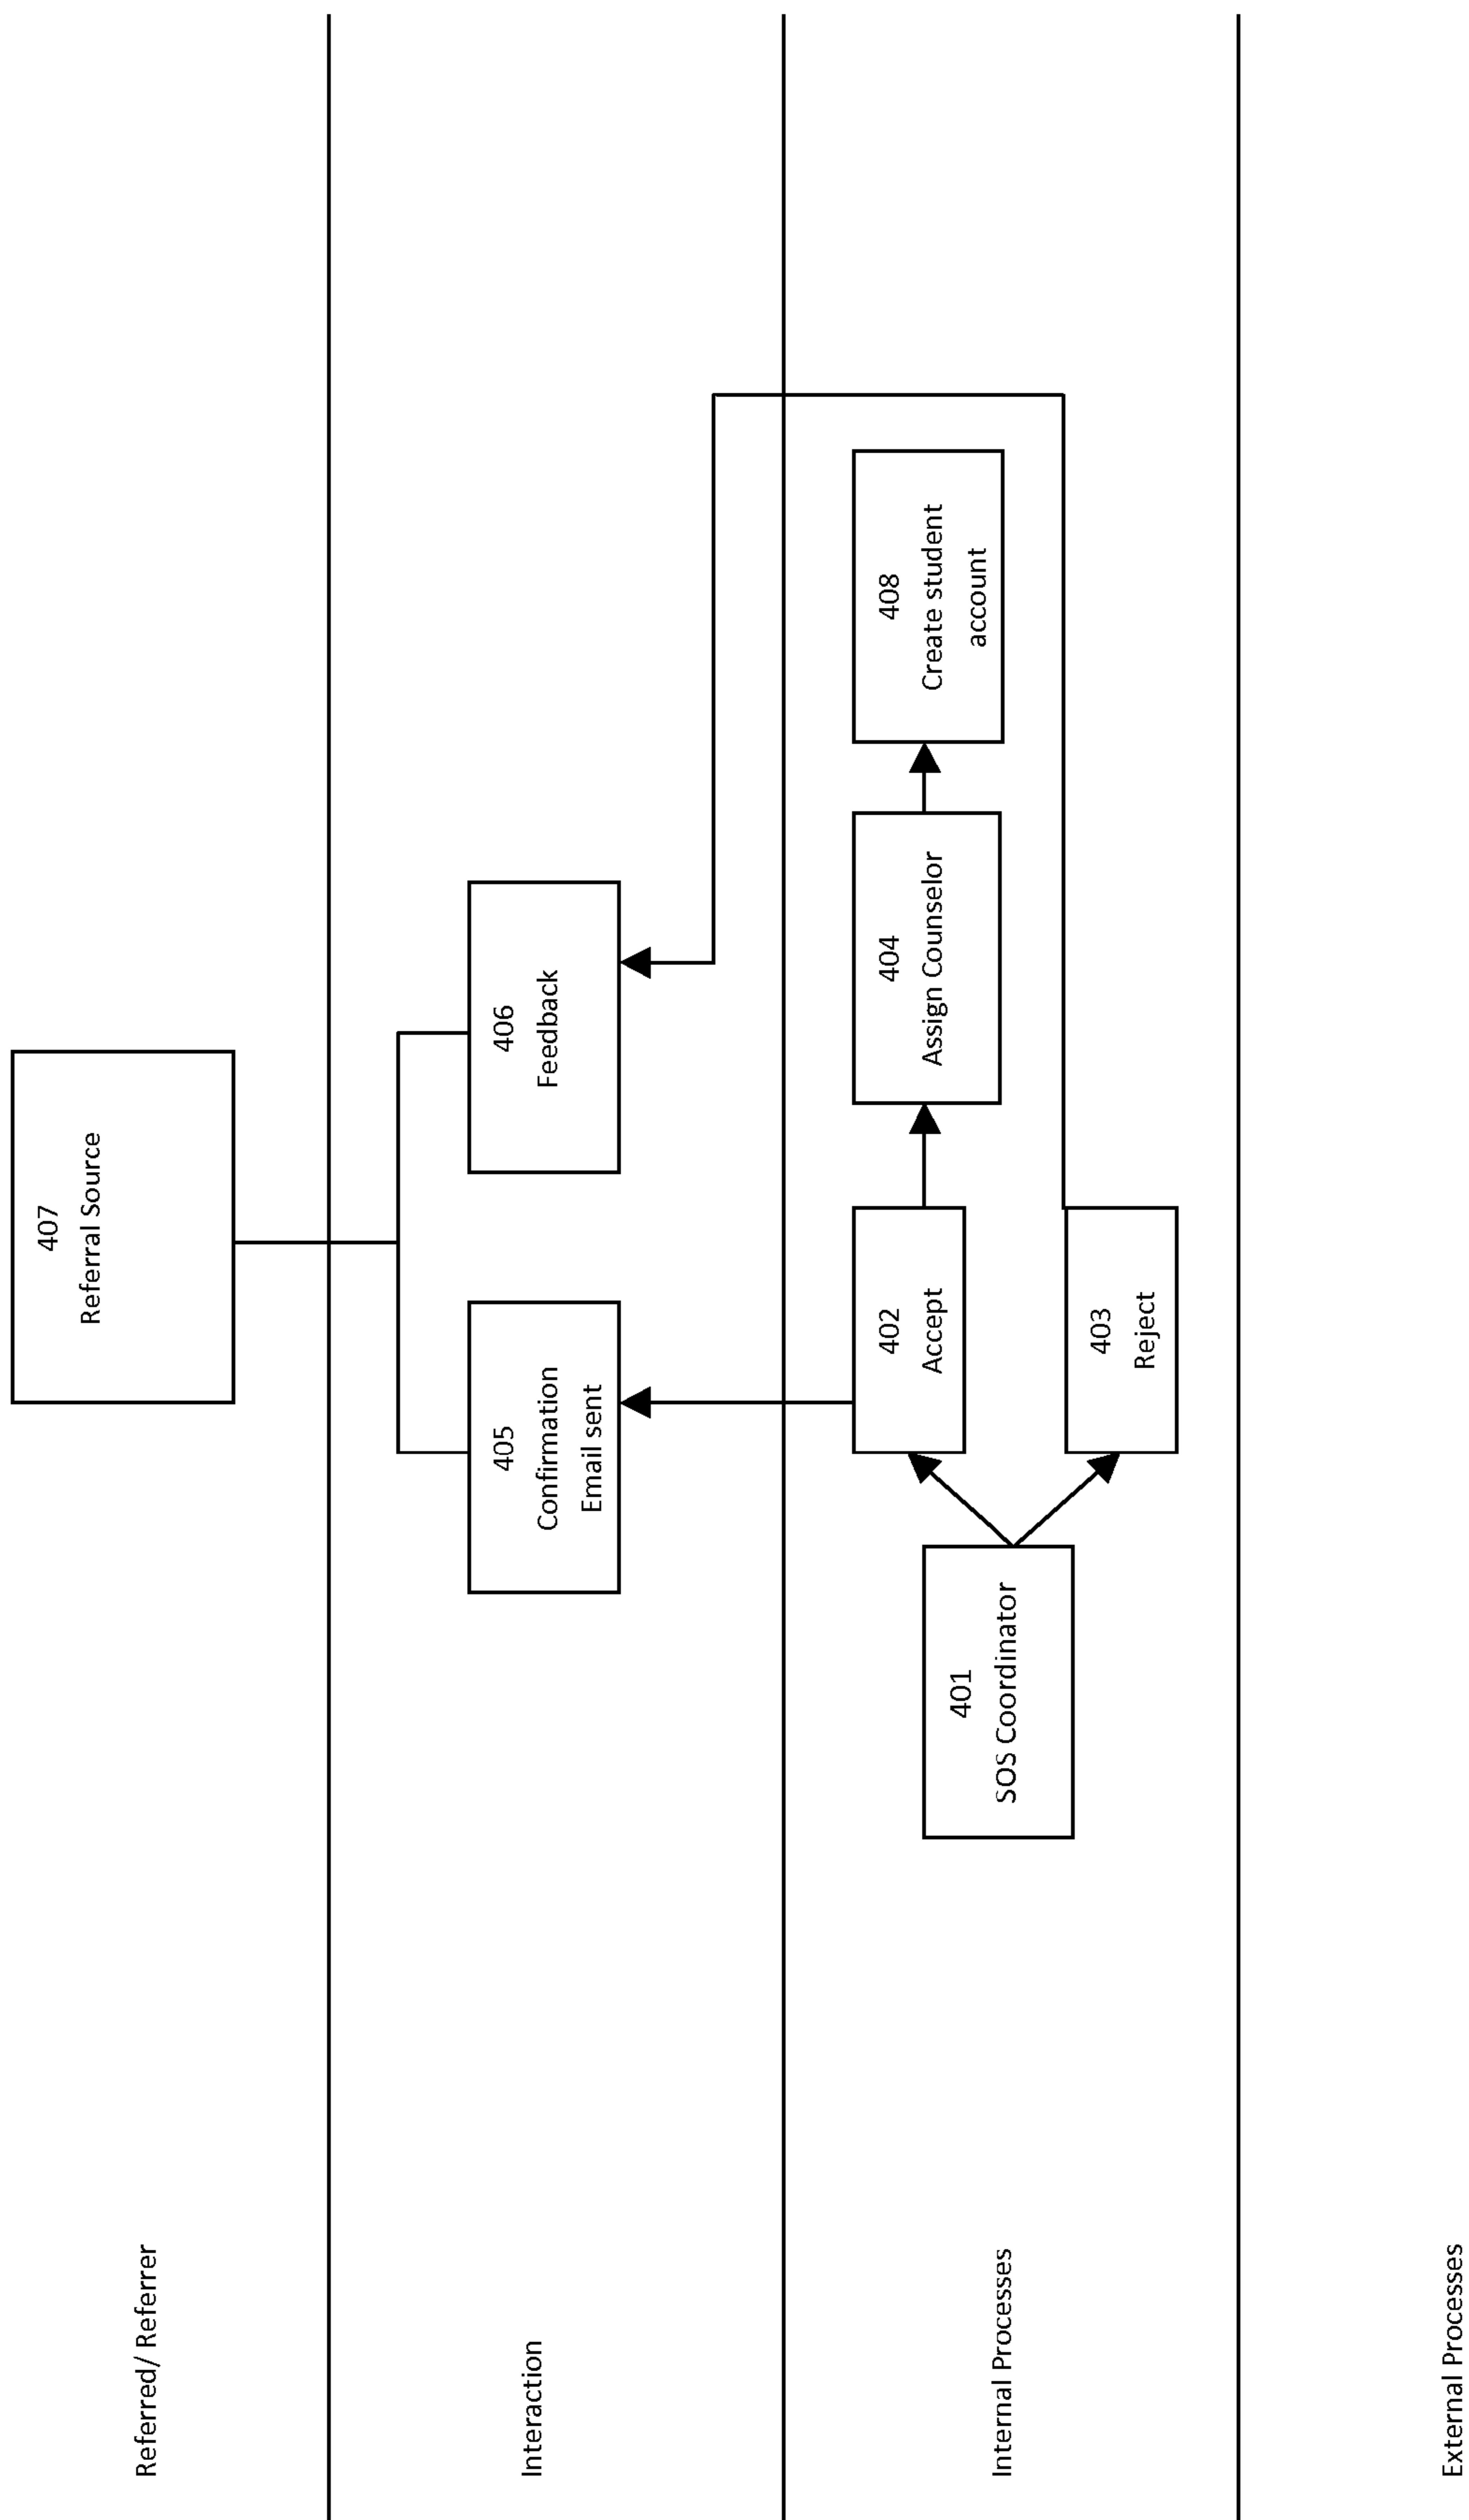 Referred/ Referrer
407
Referral Source
Interaction
405
Confirmation
Email sent
406
Feedback
Internal Processes
401
SOS Coordinator
402
Accept
403
Reject
404
Assign Counselor
408
Create student
account
External Processes